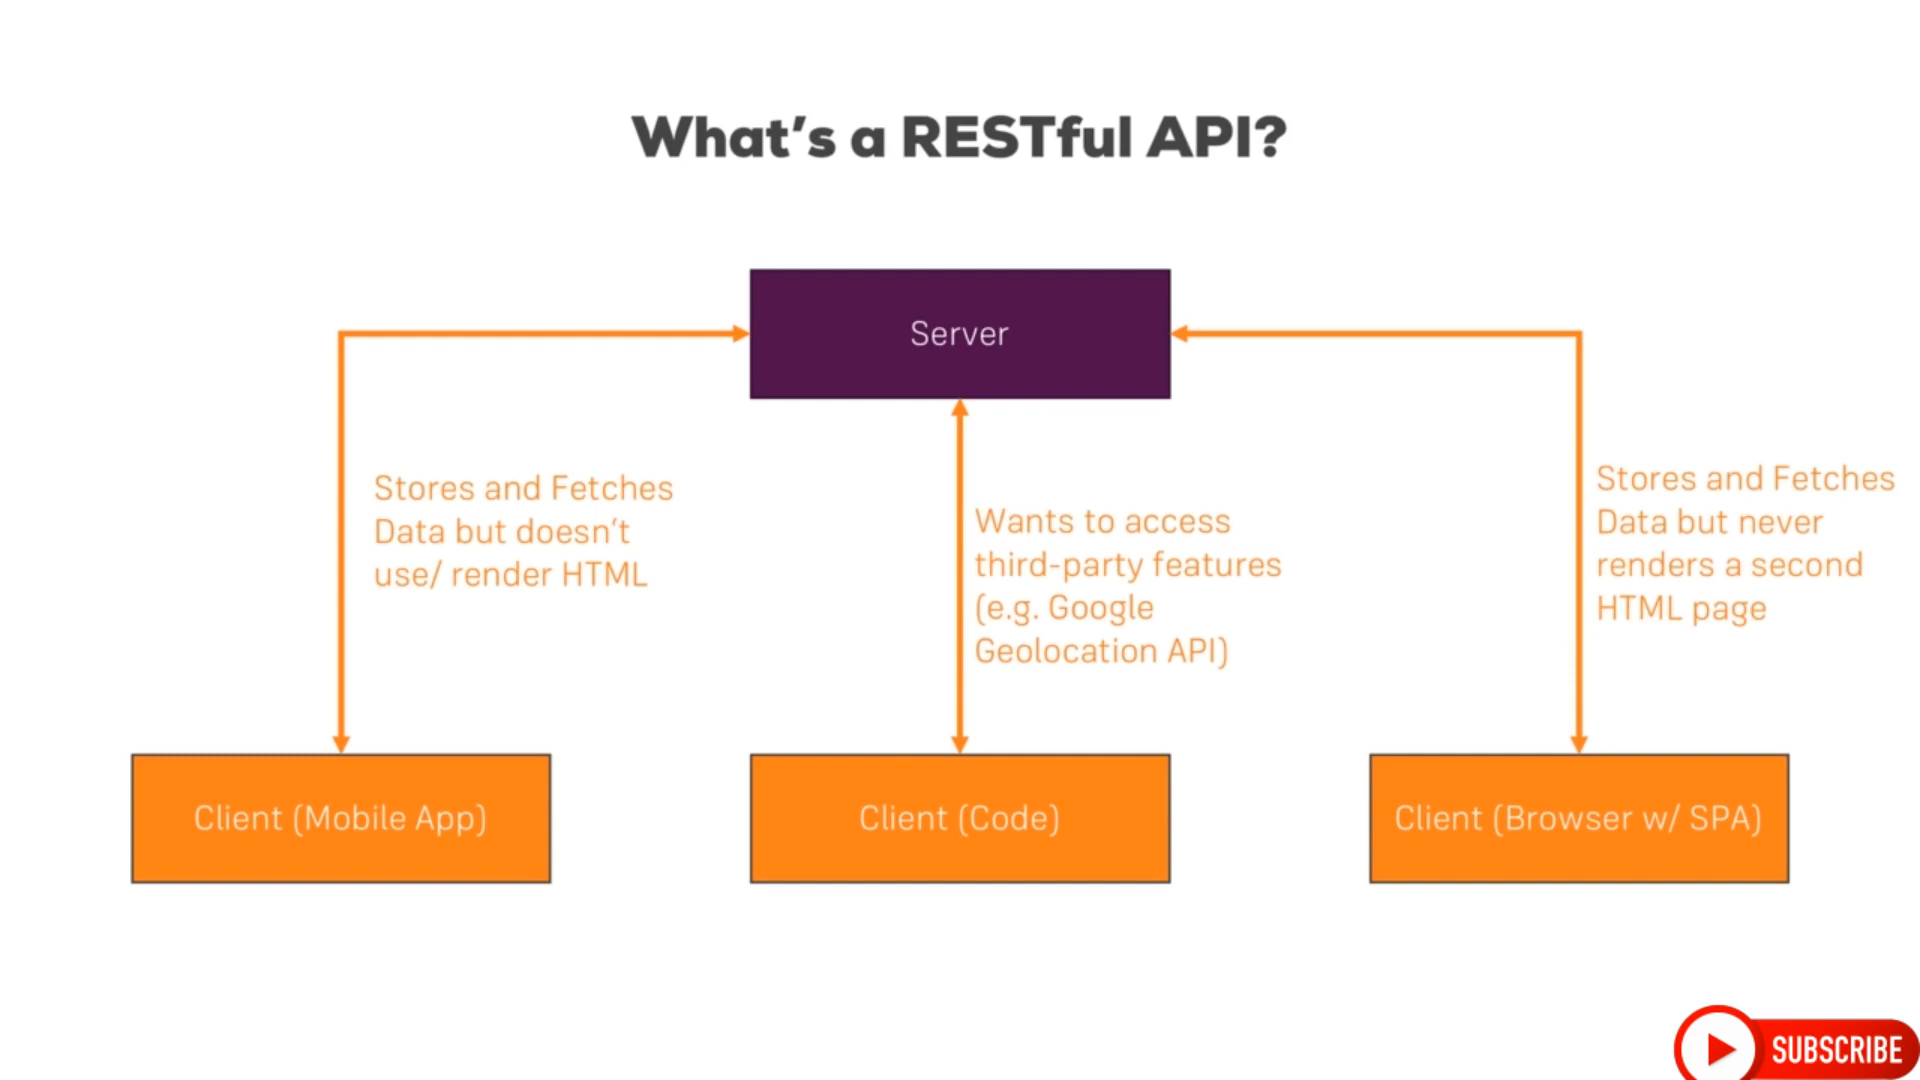 What's a RESTful API?
Server
Stores and Fetches
Data but doesn't
use/ render HTML
Wants to access
third-party features
(e.g. Google
Geolocation API)
Stores and Fetches
Data but never
renders a second
HTML page
Client (Mobile App)
Client (Code)
Client (Browser w/ SPA)
SUBSCRIBE